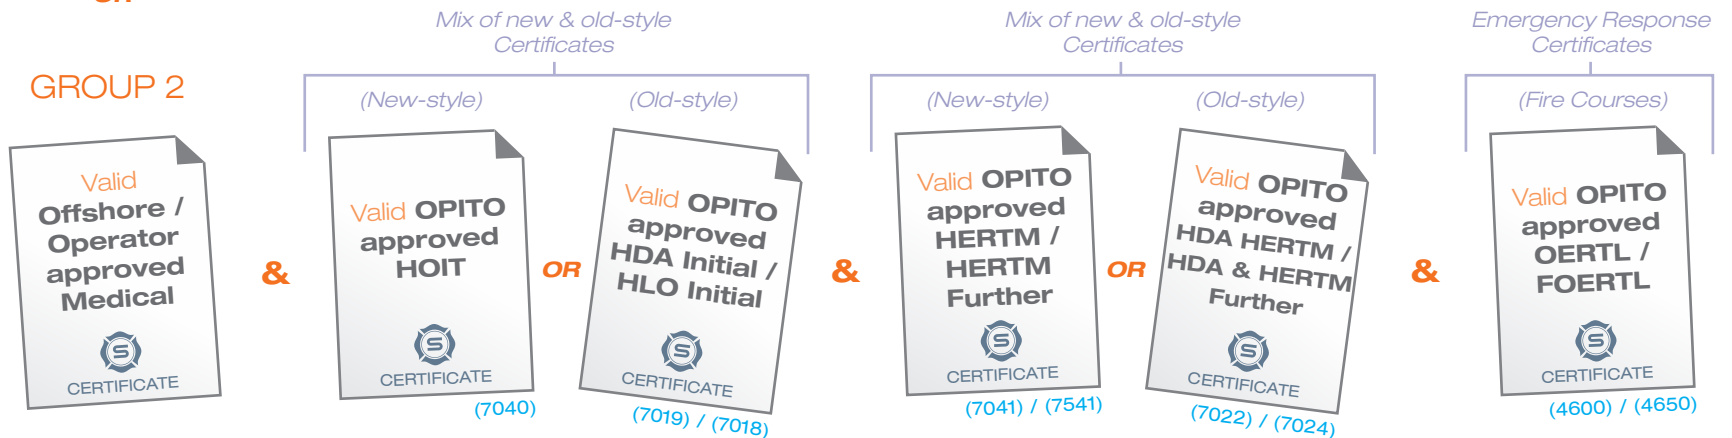 OR
GROUP 2
Valid
Offshore /
Operator
approved
Medical
S
CERTIFICATE
&
Mix of new & old-style
Certificates
(New-style)
Valid OPITO
approved
HOIT
S
CERTIFICATE
(7040)
OR
(Old-style)
Valid OPITO
approved
HDA Initial /
HLO Initial
S
CERTIFICATE
(7019) / (7018)
&
Mix of new & old-style
Certificates
(New-style)
Valid OPITO
approved
HERTM /
HERTM
Further
S
CERTIFICATE
(7041) / (7541)
OR
(Old-style)
Valid OPITO
approved
HDA HERTM /
HDA & HERTM
Further
S
CERTIFICATE
(7022) / (7024)
&
Emergency Response
Certificates
(Fire Courses)
Valid OPITO
approved
OERTL /
FOERTL
S
CERTIFICATE
(4600) / (4650)